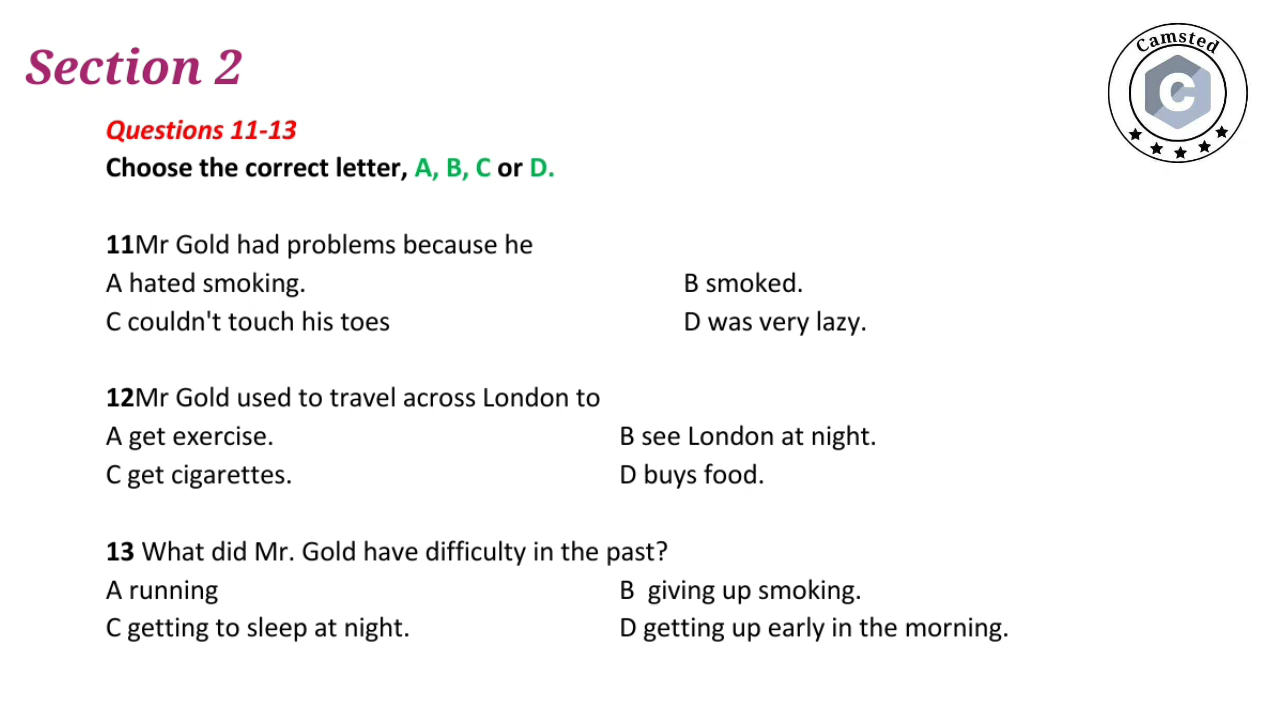 Section 2
Camsted
C
Questions 11-13
Choose the correct letter, A, B, C or D.
11Mr Gold had problems because he
A hated smoking. B smoked.
C couldn't touch his toes D was very lazy.
12Mr Gold used to travel across London to
A get exercise. B see London at night.
C get cigarettes. D buys food.
13 What did Mr. Gold have difficulty in the past?
A running B giving up smoking.
C getting to sleep at night. D getting up early in the morning.